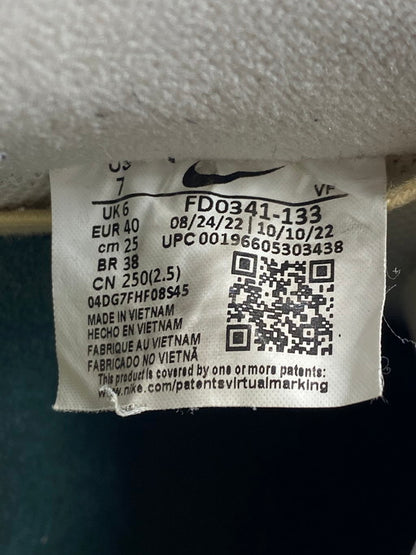 US
7
VF
UK 6
EUR 40
cm 25
BR 38
CN 250(2.5)
04DG7FHF08S45
FD0341-133
08/24/22 | 10/10/22
UPC 00196605303438
MADE IN VIETNAM
HECHO EN VIETNAM
FABRIQUE AU VIETNAM
FABRICADO NO VIETNÃ
This product is covered by one or more patents:
www.nike.com/patentsvirtualmarking